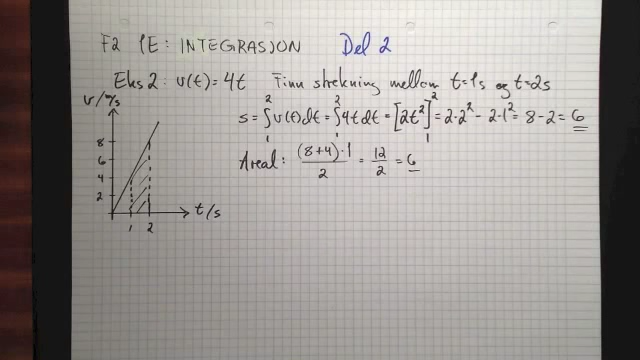 F2 1E: INTEGRASJON Del 2
Eks 2: v(t) = 4t Finn strekning mellom t=1s og t=2s
s = ∫₁² v(t)dt = ∫₁² 4t dt = [2t²]₁² = 2·2² - 2·1² = 8 - 2 = 6
Areal: (8+4)·1/2 = 12/2 = 6
v/m/s
8
6
4
2
1 2
t/s